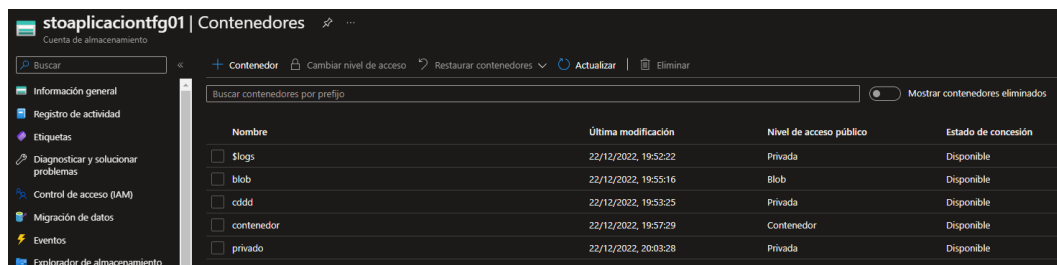 stoaplicaciontfg01 | Contenedores ...
Cuenta de almacenamiento
Buscar «
+ Contenedor Cambiar nivel de acceso Restaurar contenedores Actualizar | Eliminar
Información general
Registro de actividad
Etiquetas
Diagnosticar y solucionar
problemas
Control de acceso (IAM)
Migración de datos
Eventos
Explorador de almacenamiento
Buscar contenedores por prefijo
Mostrar contenedores eliminados
Nombre Última modificación Nivel de acceso público Estado de concesión
$logs 22/12/2022, 19:52:22 Privada Disponible
blob 22/12/2022, 19:55:16 Blob Disponible
cddd 22/12/2022, 19:53:25 Privada Disponible
contenedor 22/12/2022, 19:57:29 Contenedor Disponible
privado 22/12/2022, 20:03:28 Privada Disponible